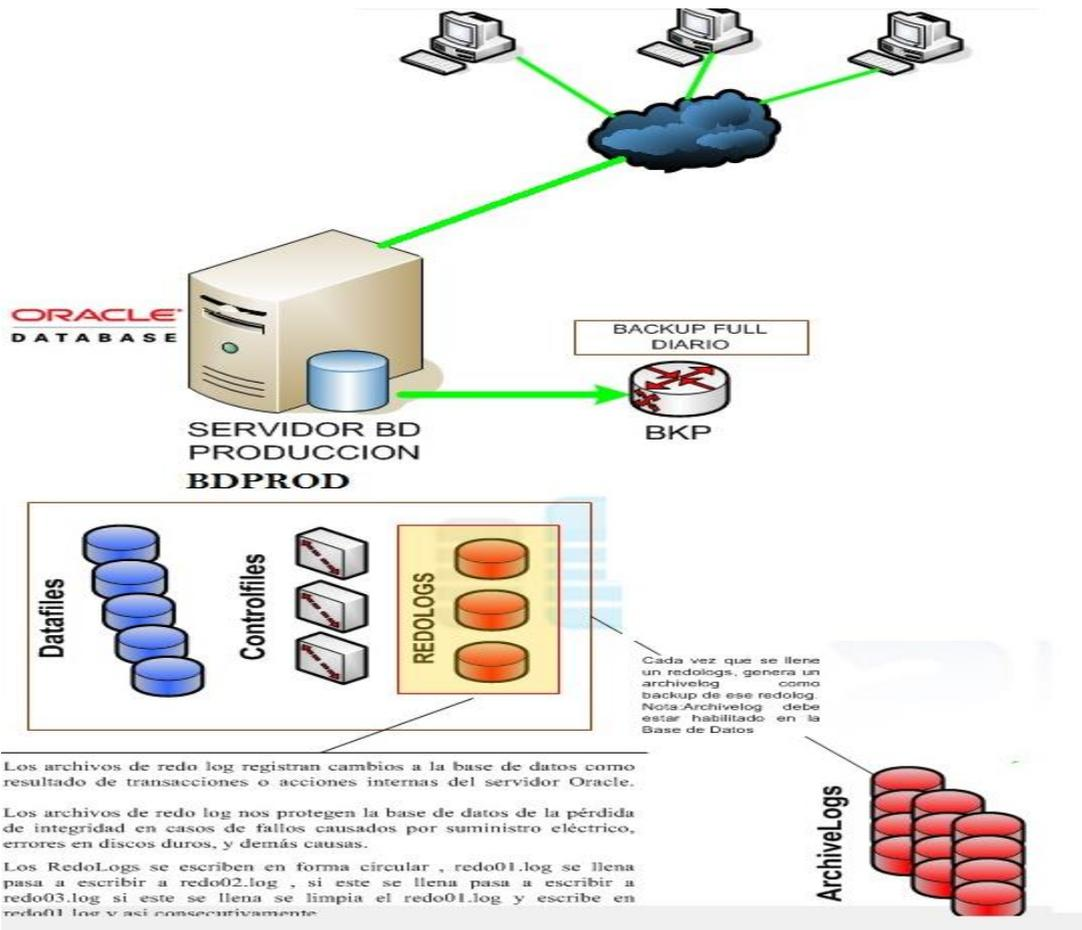 ORACLE
DATABASE
BACKUP FULL
DIARIO
BKP
SERVIDOR BD
PRODUCCION
BDPROD
Datafiles
Controlfiles
REDOLOGS
Cada vez que se llene
un redologs, genera un
archivelog como
backup de ese redolog.
Nota:Archivelog debe
estar habilitado en la
Base de Datos
Los archivos de redo log registran cambios a la base de datos como
resultado de transacciones o acciones internas del servidor Oracle.
Los archivos de redo log nos protegen la base de datos de la pérdida
de integridad en casos de fallos causados por suministro eléctrico,
errores en discos duros, y demás causas.
Los RedoLogs se escriben en forma circular , redo01.log se llena
pasa a escribir a redo02.log , si este se llena pasa a escribir a
redo03.log si este se llena se limpia el redo01.log y escribe en
redo01.log y asi consecutivamente
ArchiveLogs